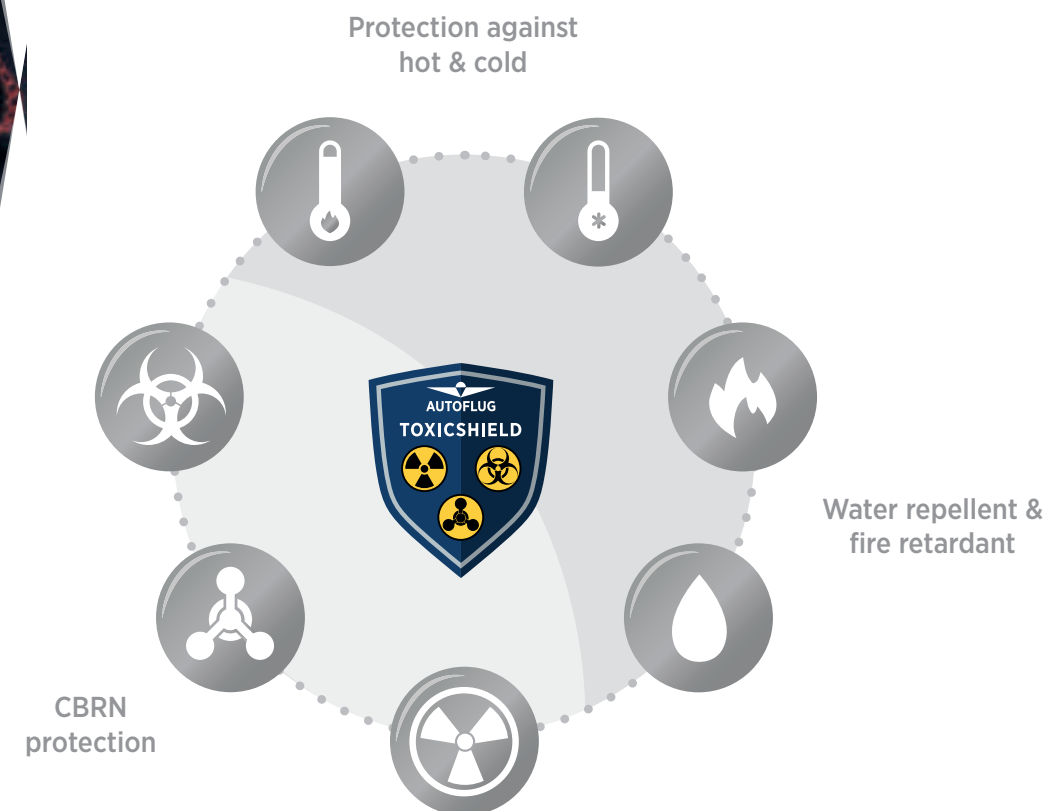 Protection against
hot & cold
AUTOFLUG
TOXICSHIELD
Water repellent &
fire retardant
CBRN
protection